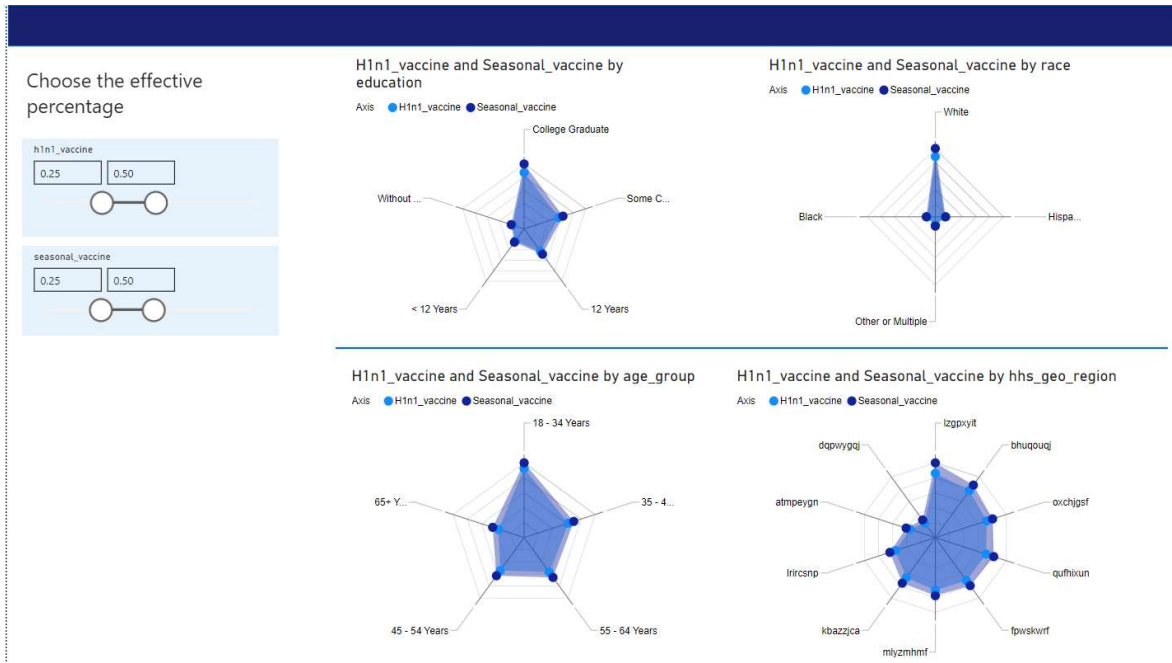 Choose the effective
percentage
h1n1_vaccine
0.25 0.50
seasonal_vaccine
0.25 0.50
H1n1_vaccine and Seasonal_vaccine by
education
Axis H1n1_vaccine Seasonal_vaccine
College Graduate
Without ...
Some C...
< 12 Years
12 Years
H1n1_vaccine and Seasonal_vaccine by race
Axis H1n1_vaccine Seasonal_vaccine
White
Black
Hispa...
Other or Multiple
H1n1_vaccine and Seasonal_vaccine by age_group
Axis H1n1_vaccine Seasonal_vaccine
18 - 34 Years
65+ Y...
35 - 4...
45 - 54 Years
55 - 64 Years
H1n1_vaccine and Seasonal_vaccine by hhs_geo_region
Axis H1n1_vaccine Seasonal_vaccine
lzgpxyit
dqpwygqj
bhuqouqj
atmpeygn
oxchjgsf
lrircsnp
qufhixun
kbazzjca
fpwskwrf
mlyzmhmf